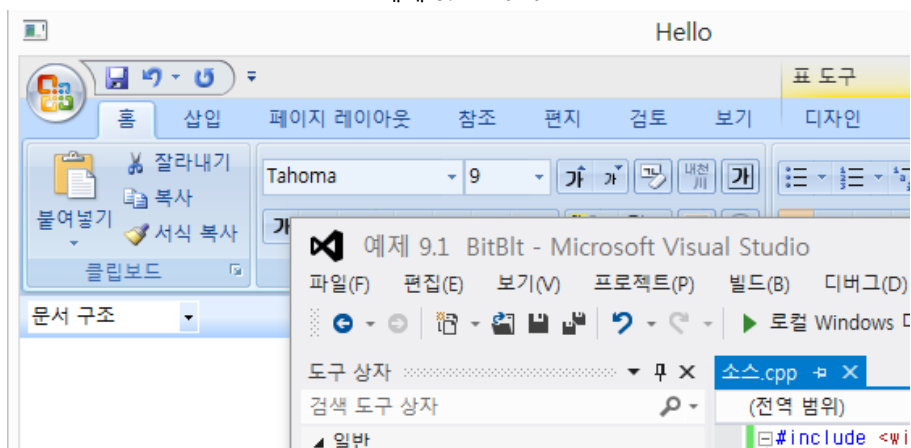 Hello
표 도구
홈 삽입 페이지 레이아웃 참조 편지 검토 보기 디자인
잘라내기
복사
서식 복사
붙여넣기
클립보드
Tahoma 9
문서 구조
예제 9.1 BitBlt - Microsoft Visual Studio
파일(F) 편집(E) 보기(V) 프로젝트(P) 빌드(B) 디버그(D)
로컬 Windows
도구 상자
검색 도구 상자
일반
소스.cpp
(전역 범위)
#include <wi